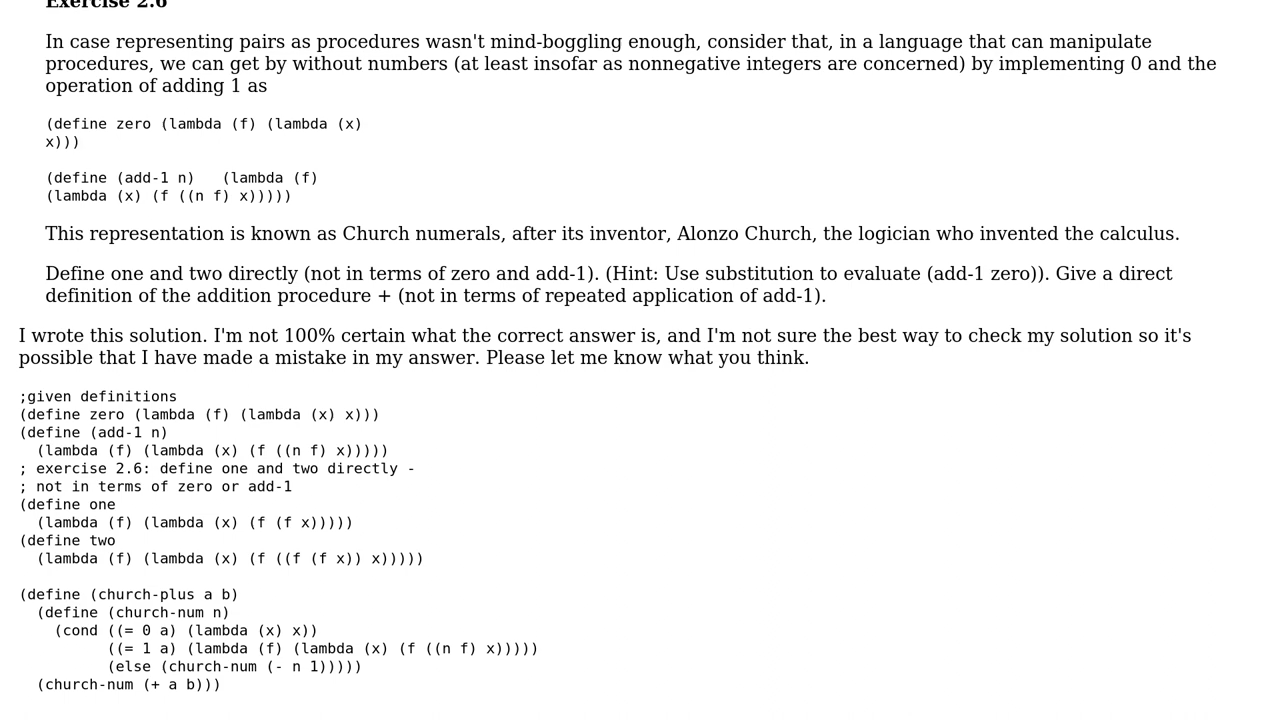 Exercise 2.6
In case representing pairs as procedures wasn't mind-boggling enough, consider that, in a language that can manipulate
procedures, we can get by without numbers (at least insofar as nonnegative integers are concerned) by implementing 0 and the
operation of adding 1 as
(define zero (lambda (f) (lambda (x)
x)))
(define (add-1 n)   (lambda (f)
(lambda (x) (f ((n f) x)))))
This representation is known as Church numerals, after its inventor, Alonzo Church, the logician who invented the calculus.
Define one and two directly (not in terms of zero and add-1). (Hint: Use substitution to evaluate (add-1 zero)). Give a direct
definition of the addition procedure + (not in terms of repeated application of add-1).
I wrote this solution. I'm not 100% certain what the correct answer is, and I'm not sure the best way to check my solution so it's
possible that I have made a mistake in my answer. Please let me know what you think.
;given definitions
(define zero (lambda (f) (lambda (x) x)))
(define (add-1 n)
  (lambda (f) (lambda (x) (f ((n f) x)))))
; exercise 2.6: define one and two directly -
; not in terms of zero or add-1
(define one
  (lambda (f) (lambda (x) (f (f x)))))
(define two
  (lambda (f) (lambda (x) (f ((f (f x)) x)))))
(define (church-plus a b)
  (define (church-num n)
    (cond ((= 0 a) (lambda (x) x))
          ((= 1 a) (lambda (f) (lambda (x) (f ((n f) x)))))
          (else (church-num (- n 1)))))
  (church-num (+ a b)))